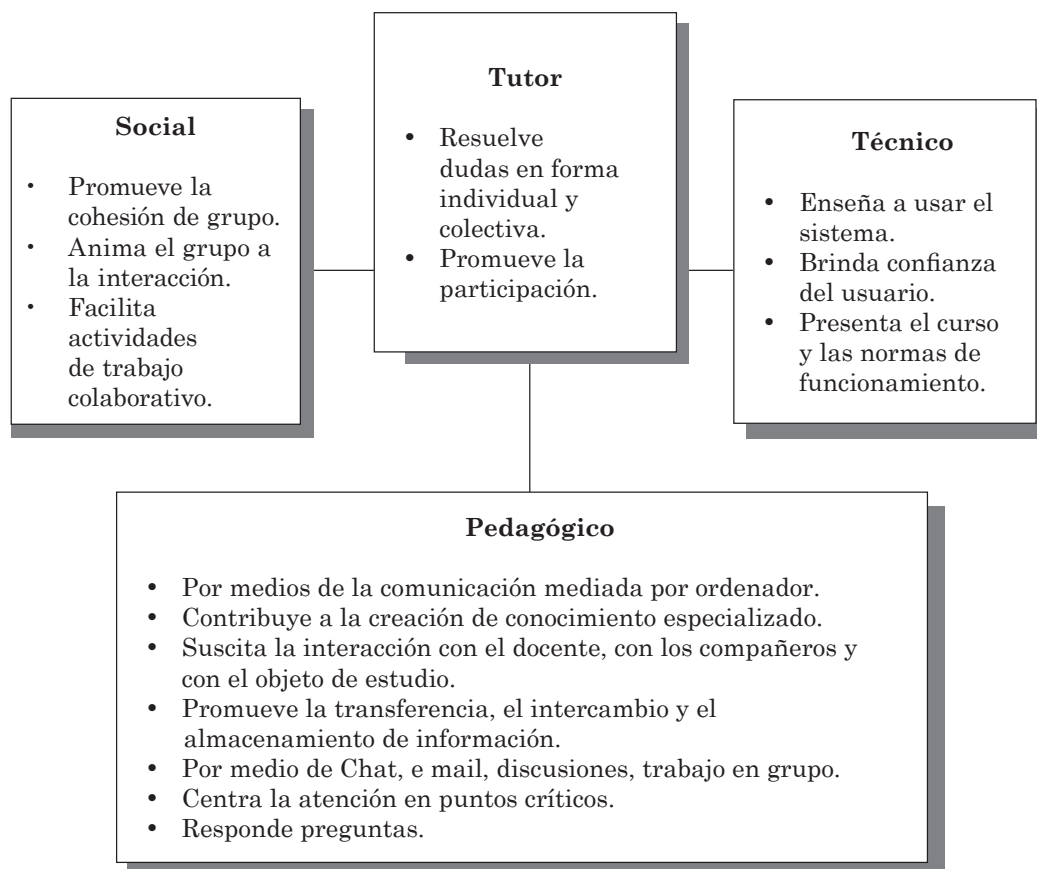 Social
• Promueve la
cohesión de grupo.
• Anima el grupo a
la interacción.
• Facilita
actividades
de trabajo
colaborativo.
Tutor
• Resuelve
dudas en forma
individual y
colectiva.
• Promueve la
participación.
Técnico
• Enseña a usar el
sistema.
• Brinda confianza
del usuario.
• Presenta el curso
y las normas de
funcionamiento.
Pedagógico
• Por medios de la comunicación mediada por ordenador.
• Contribuye a la creación de conocimiento especializado.
• Suscita la interacción con el docente, con los compañeros y
con el objeto de estudio.
• Promueve la transferencia, el intercambio y el
almacenamiento de información.
• Por medio de Chat, e mail, discusiones, trabajo en grupo.
• Centra la atención en puntos críticos.
• Responde preguntas.